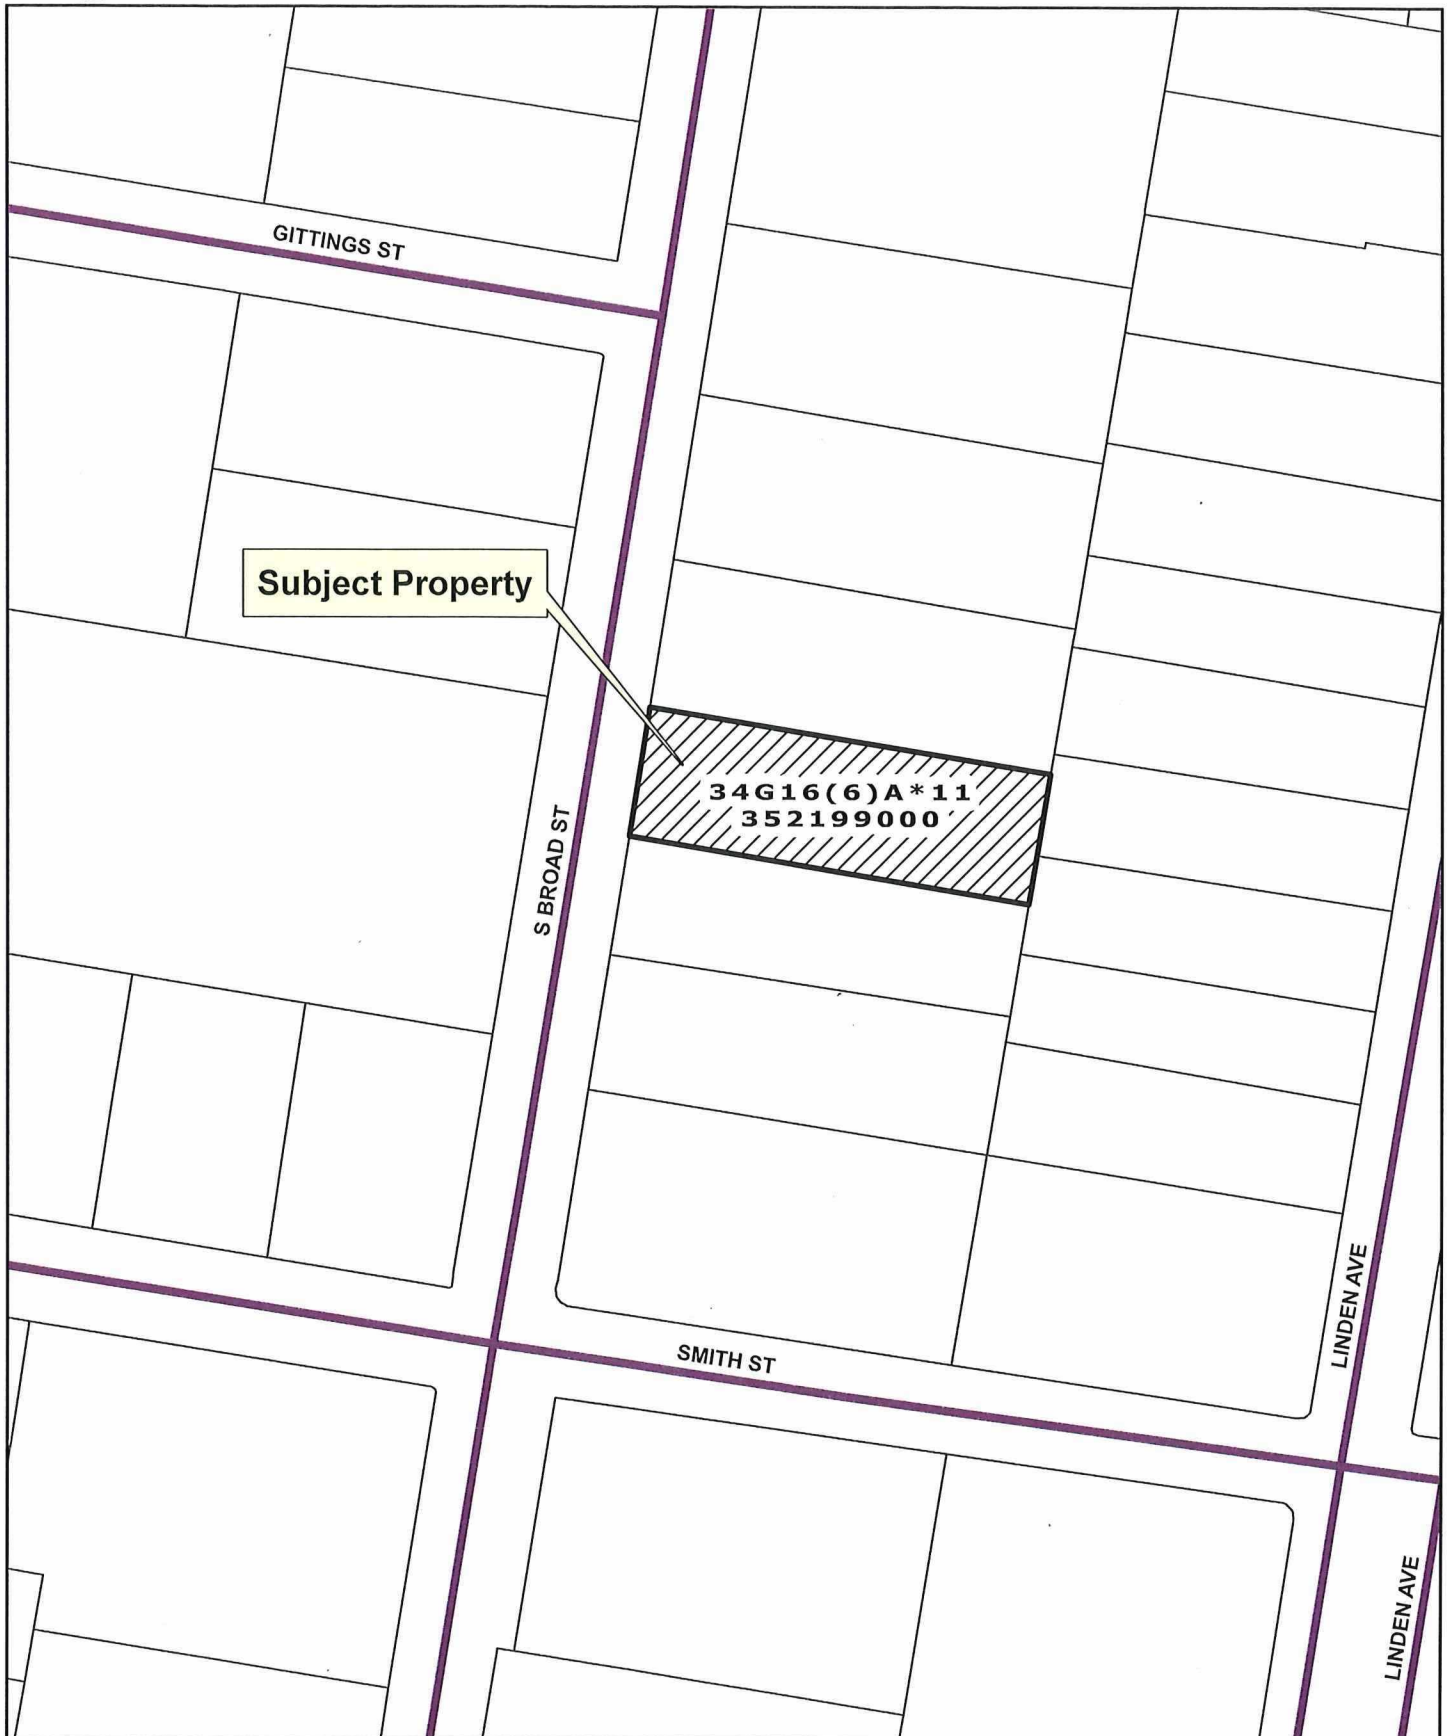 GITTINGS ST
Subject Property
34G16(6)A*11
352199000
S BROAD ST
SMITH ST
LINDEN AVE
LINDEN AVE